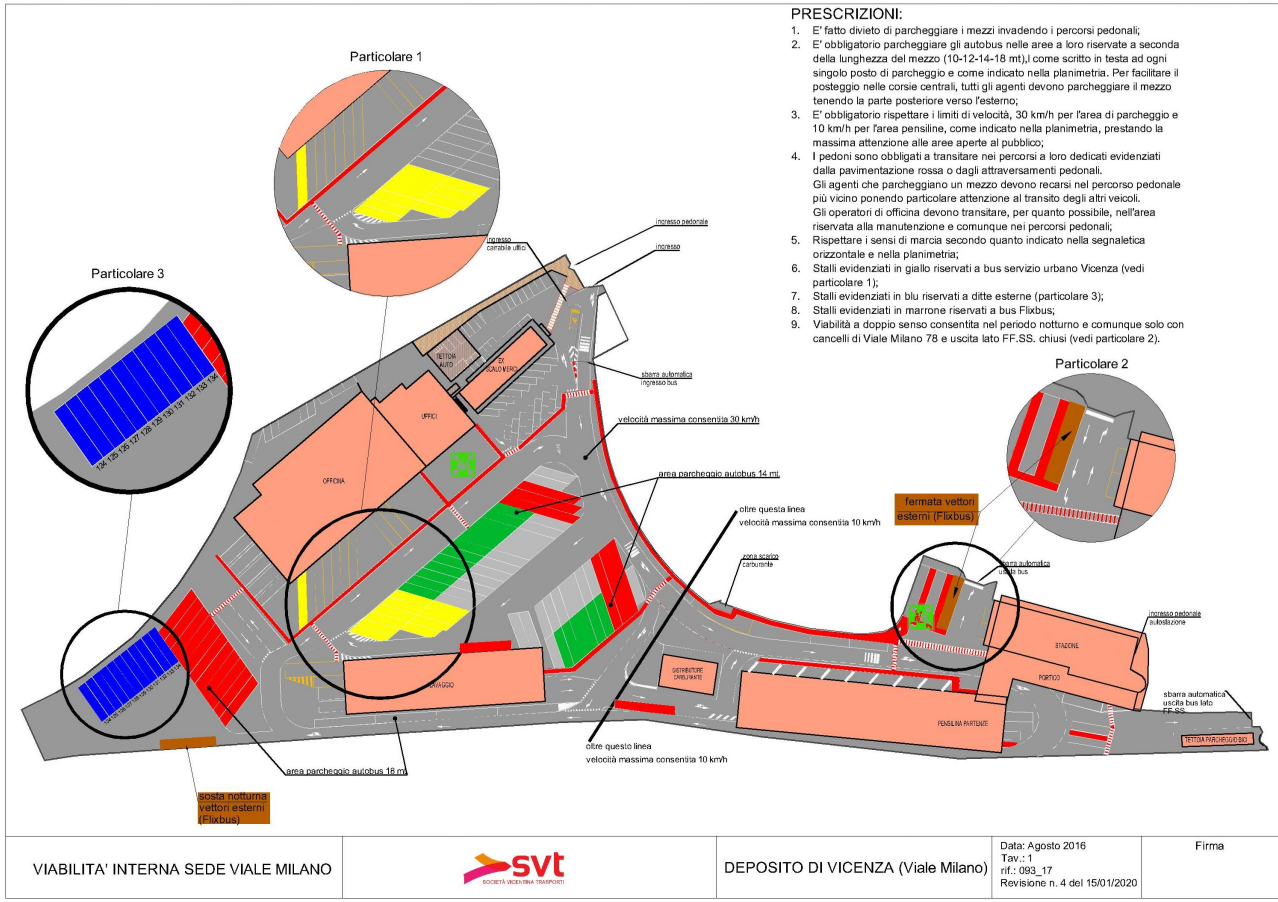 PRESCRIZIONI:
1. E' fatto divieto di parcheggiare i mezzi invadendo i percorsi pedonali;
2. E' obbligatorio parcheggiare gli autobus nelle aree a loro riservate a seconda
della lunghezza del mezzo (10-12-14-18 mt),l come scritto in testa ad ogni
singolo posto di parcheggio e come indicato nella planimetria. Per facilitare il
posteggio nelle corsie centrali, tutti gli agenti devono parcheggiare il mezzo
tenendo la parte posteriore verso l'esterno;
3. E' obbligatorio rispettare i limiti di velocità, 30 km/h per l'area di parcheggio e
10 km/h per l'area pensiline, come indicato nella planimetria, prestando la
massima attenzione alle aree aperte al pubblico;
4. I pedoni sono obbligati a transitare nei percorsi a loro dedicati evidenziati
dalla pavimentazione rossa o dagli attraversamenti pedonali.
Gli agenti che parcheggiano un mezzo devono recarsi nel percorso pedonale
più vicino ponendo particolare attenzione al transito degli altri veicoli.
Gli operatori di officina devono transitare, per quanto possibile, nell'area
riservata alla manutenzione e comunque nei percorsi pedonali;
5. Rispettare i sensi di marcia secondo quanto indicato nella segnaletica
orizzontale e nella planimetria;
6. Stalli evidenziati in giallo riservati a bus servizio urbano Vicenza (vedi
particolare 1);
7. Stalli evidenziati in blu riservati a ditte esterne (particolare 3);
8. Stalli evidenziati in marrone riservati a bus Flixbus;
9. Viabilità a doppio senso consentita nel periodo notturno e comunque solo con
cancelli di Viale Milano 78 e uscita lato FF.SS. chiusi (vedi particolare 2).
Particolare 1
Particolare 3
124 125 126 127 128 129 130 131 132 133 134
Particolare 2
ingresso pedonale
ingresso
ingresso
carrabile uffici
TETTOIA
AUTO
EX
SCALO MERCI
sbarra automatica
ingresso bus
UFFICI
velocità massima consentita 30 km/h
OFFICINA
area parcheggio autobus 14 mt.
oltre questa linea
velocità massima consentita 10 km/h
fermata vettori
esterni (Flixbus)
zona scarico
carburante
sbarra automatica
uscita bus
ingresso pedonale
autostazione
STAZIONE
PORTICO
DISTRIBUTORE
CARBURANTE
LAVAGGIO
124 125 126 127 128 129 130 131 132 133 134
PENSILINA PARTENZE
sbarra automatica
uscita bus lato
FF.SS.
TETTOIA PARCHEGGIO BICI
oltre questo linea
velocità massima consentita 10 km/h
area parcheggio autobus 18 mt.
sosta notturna
vettori esterni
(Flixbus)
VIABILITA' INTERNA SEDE VIALE MILANO
svt
SOCIETÀ VICENTINA TRASPORTI
DEPOSITO DI VICENZA (Viale Milano)
Data: Agosto 2016
Tav.: 1
rif.: 093_17
Revisione n. 4 del 15/01/2020
Firma